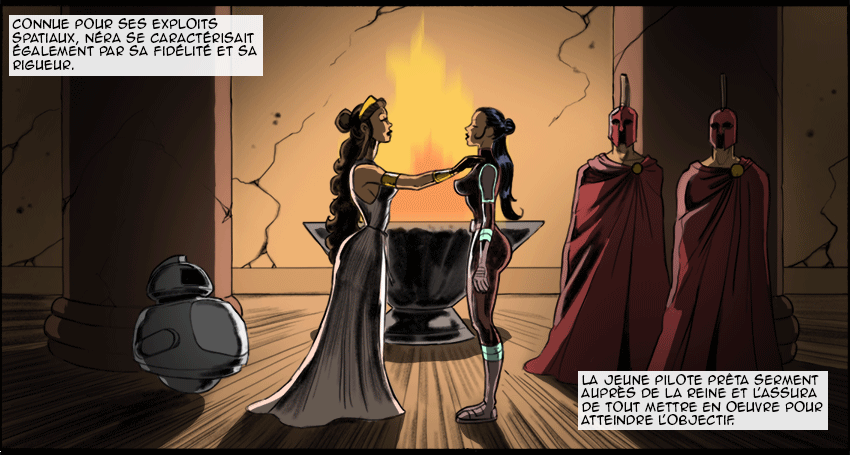 CONNUE POUR SES EXPLOITS
SPATIAUX, NÉRA SE CARACTÉRISAIT
ÉGALEMENT PAR SA FIDÉLITÉ ET SA
RIGUEUR.
LA JEUNE PILOTE PRÊTA SERMENT
AUPRÈS DE LA REINE ET L'ASSURA
DE TOUT METTRE EN OEUVRE POUR
ATTEINDRE L'OBJECTIF.